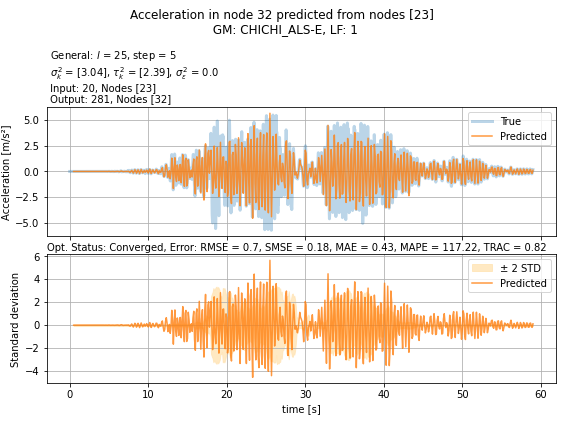 Acceleration in node 32 predicted from nodes [23]
GM: CHICHI_ALS-E, LF: 1
General: l = 25, step = 5
σ²ₖ = [3.04], τ²ₖ = [2.39], σ²ε = 0.0
Input: 20, Nodes [23]
Output: 281, Nodes [32]
Acceleration [m/s²]
5.0
2.5
0.0
−2.5
−5.0
True
Predicted
Opt. Status: Converged, Error: RMSE = 0.7, SMSE = 0.18, MAE = 0.43, MAPE = 117.22, TRAC = 0.82
Standard deviation
6
4
2
0
−2
−4
± 2 STD
Predicted
0 10 20 30 40 50 60
time [s]